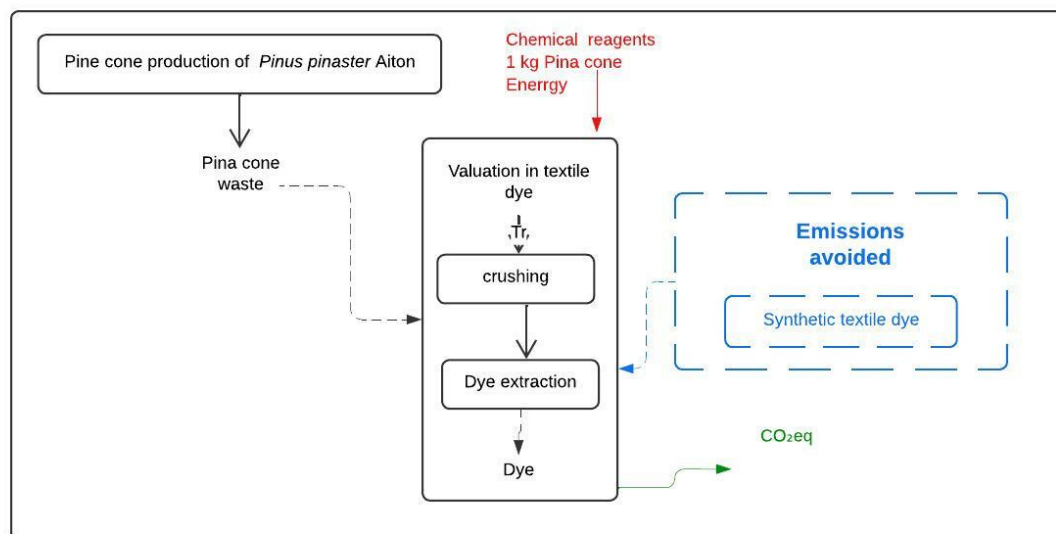 Pine cone production of Pinus pinaster Aiton
Chemical reagents
1 kg Pina cone
Enerrgy
Pina cone
waste
Valuation in textile
dye
,Tr,
crushing
Dye extraction
Dye
Emissions
avoided
Synthetic textile dye
CO₂eq